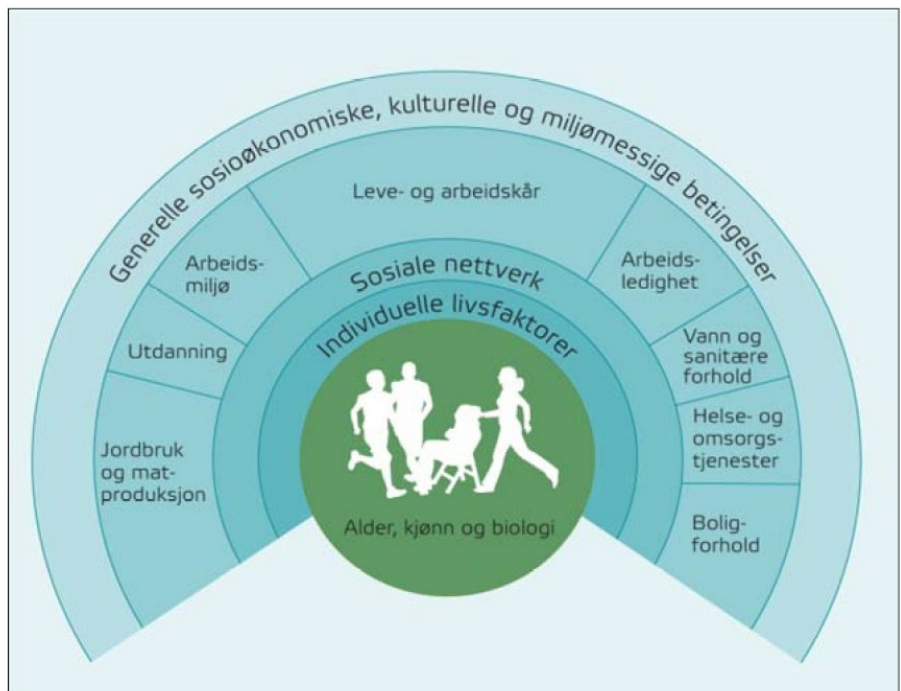 Generelle sosioøkonomiske, kulturelle og miljømessige betingelser
Leve- og arbeidskår
Arbeids-
miljø
Arbeids-
ledighet
Sosiale nettverk
Individuelle livsfaktorer
Utdanning
Vann og
sanitære
forhold
Jordbruk
og mat-
produksjon
Helse- og
omsorgs-
tjenester
Alder, kjønn og biologi
Bolig-
forhold